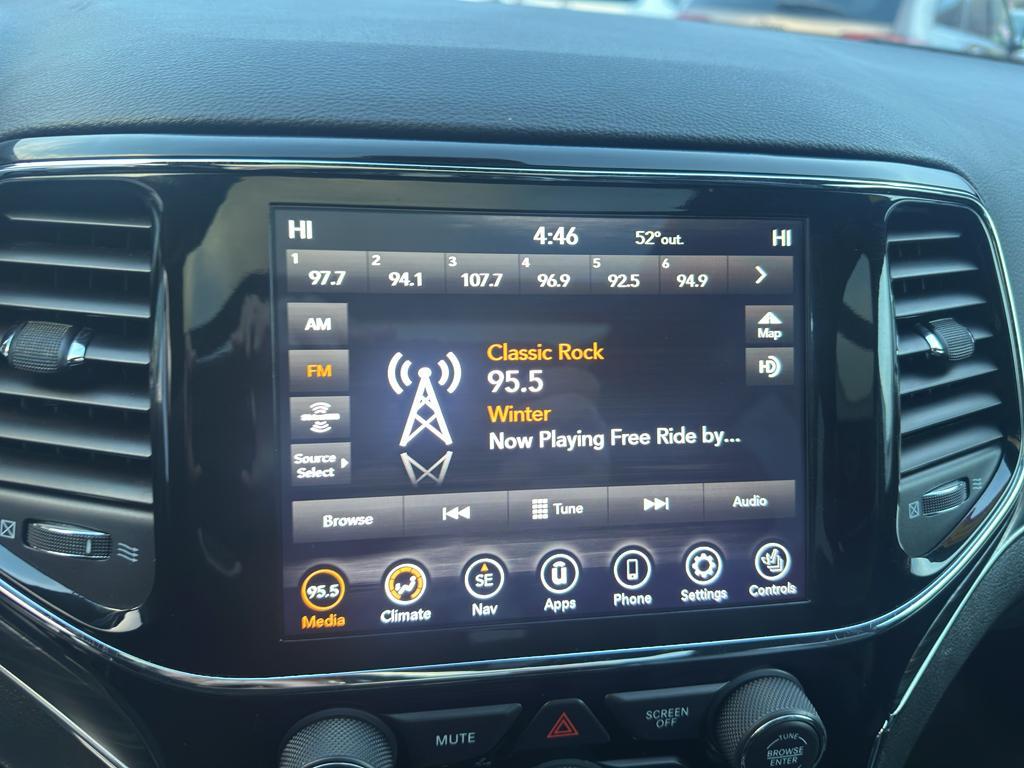 HI 4:46 52°out. HI
1 97.7 2 94.1 3 107.7 4 96.9 5 92.5 6 94.9
AM
FM
Source
Select
Classic Rock
95.5
Winter
Now Playing Free Ride by...
Map
HD
Browse Tune Audio
95.5 SE
Media Climate Nav Apps Phone Settings Controls
MUTE
SCREEN
OFF
TUNE
BROWSE
ENTER